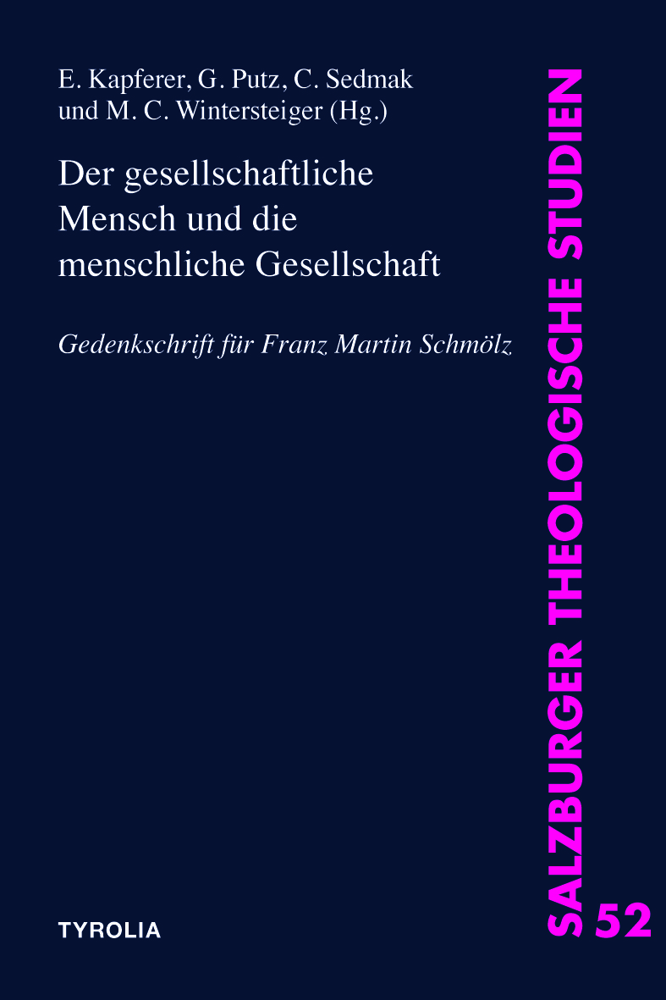 E. Kapferer, G. Putz, C. Sedmak
und M. C. Wintersteiger (Hg.)
Der gesellschaftliche
Mensch und die
menschliche Gesellschaft
Gedenkschrift für Franz Martin Schmölz
TYROLIA
SALZBURGER THEOLOGISCHE STUDIEN
52